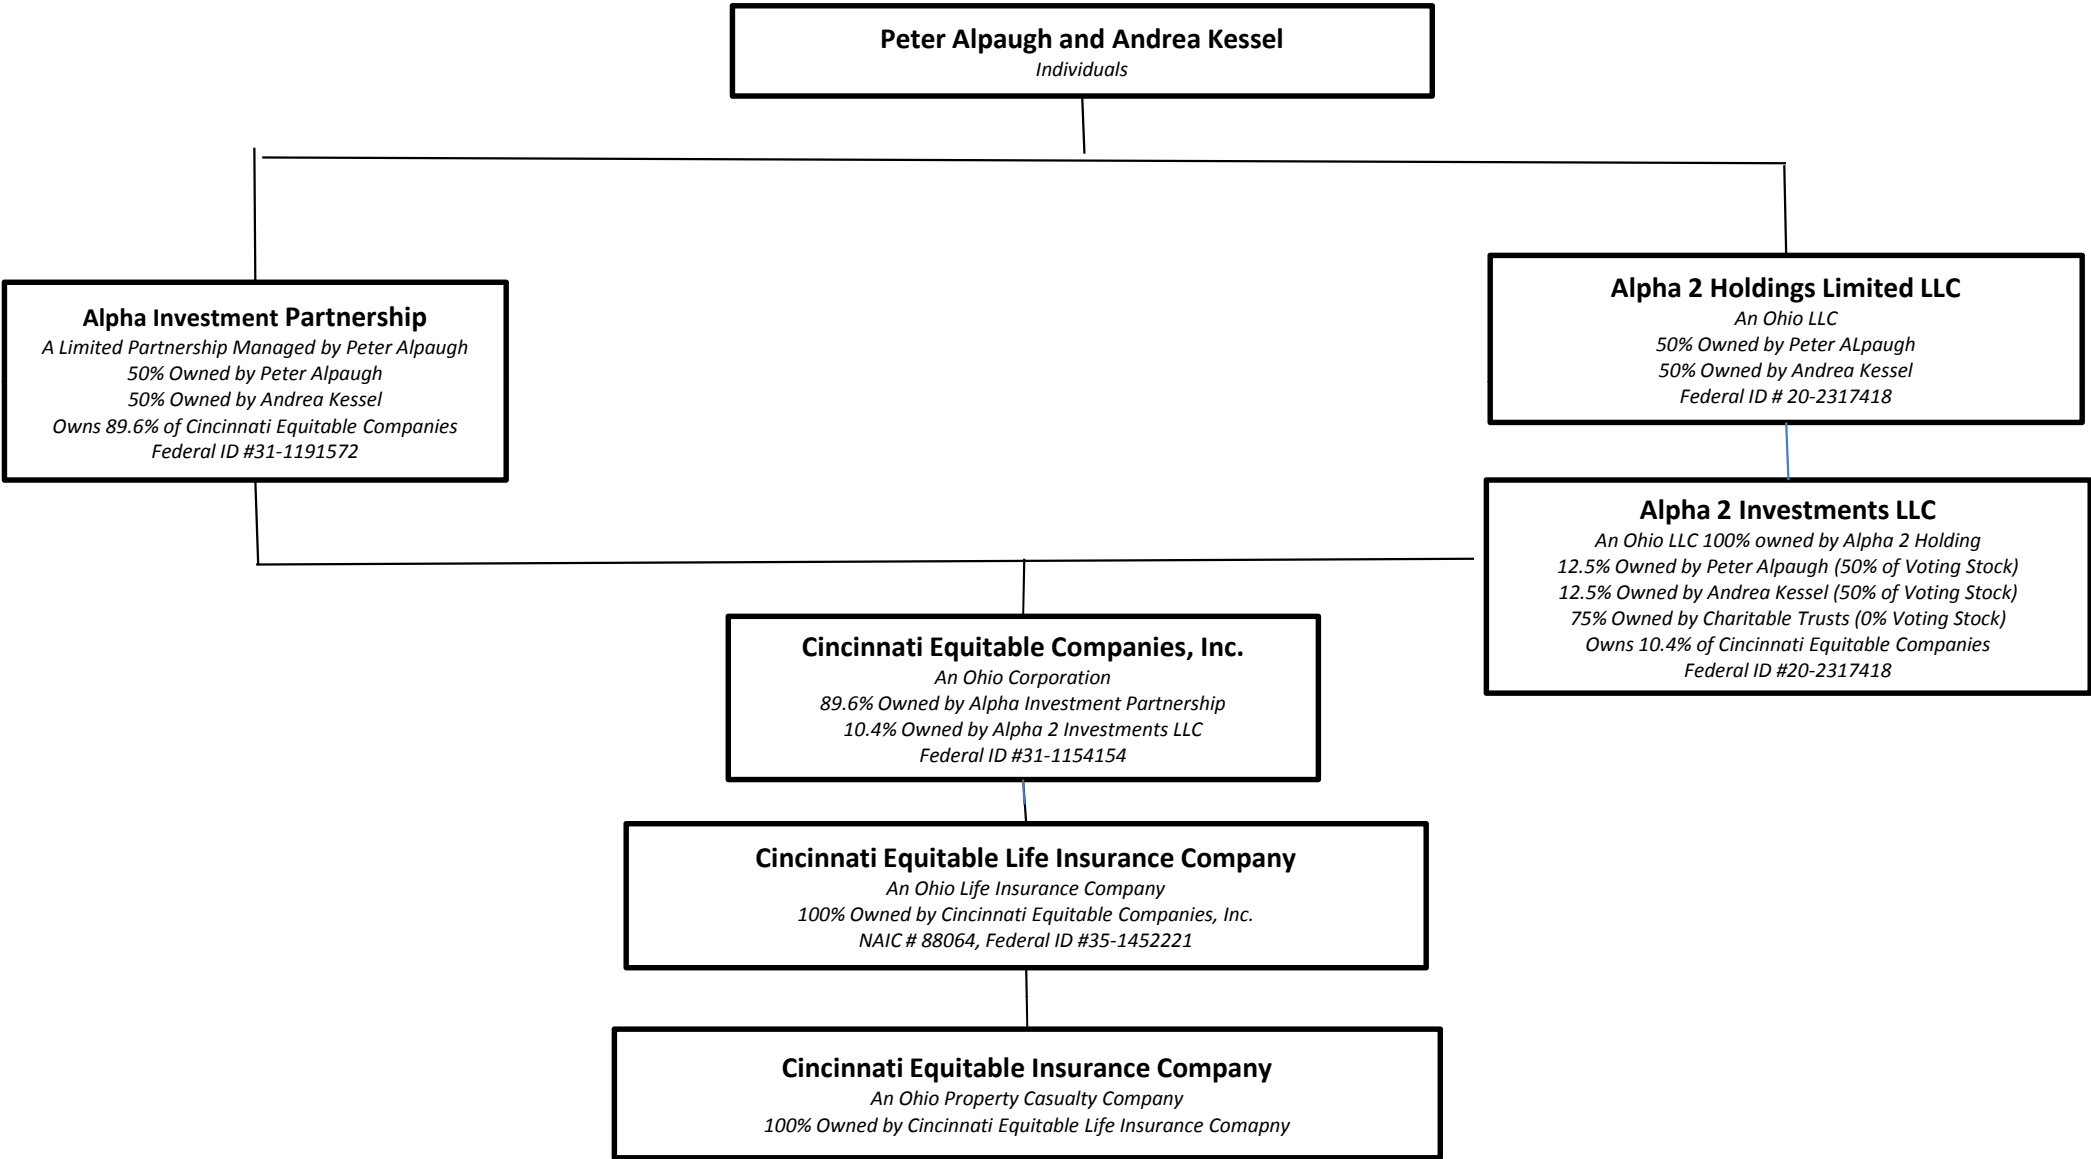 Peter Alpaugh and Andrea Kessel
Individuals
Alpha Investment Partnership
A Limited Partnership Managed by Peter Alpaugh
50% Owned by Peter Alpaugh
50% Owned by Andrea Kessel
Owns 89.6% of Cincinnati Equitable Companies
Federal ID #31-1191572
Alpha 2 Holdings Limited LLC
An Ohio LLC
50% Owned by Peter ALpaugh
50% Owned by Andrea Kessel
Federal ID # 20-2317418
Alpha 2 Investments LLC
An Ohio LLC 100% owned by Alpha 2 Holding
12.5% Owned by Peter Alpaugh (50% of Voting Stock)
12.5% Owned by Andrea Kessel (50% of Voting Stock)
75% Owned by Charitable Trusts (0% Voting Stock)
Owns 10.4% of Cincinnati Equitable Companies
Federal ID #20-2317418
Cincinnati Equitable Companies, Inc.
An Ohio Corporation
89.6% Owned by Alpha Investment Partnership
10.4% Owned by Alpha 2 Investments LLC
Federal ID #31-1154154
Cincinnati Equitable Life Insurance Company
An Ohio Life Insurance Company
100% Owned by Cincinnati Equitable Companies, Inc.
NAIC # 88064, Federal ID #35-1452221
Cincinnati Equitable Insurance Company
An Ohio Property Casualty Company
100% Owned by Cincinnati Equitable Life Insurance Comapny